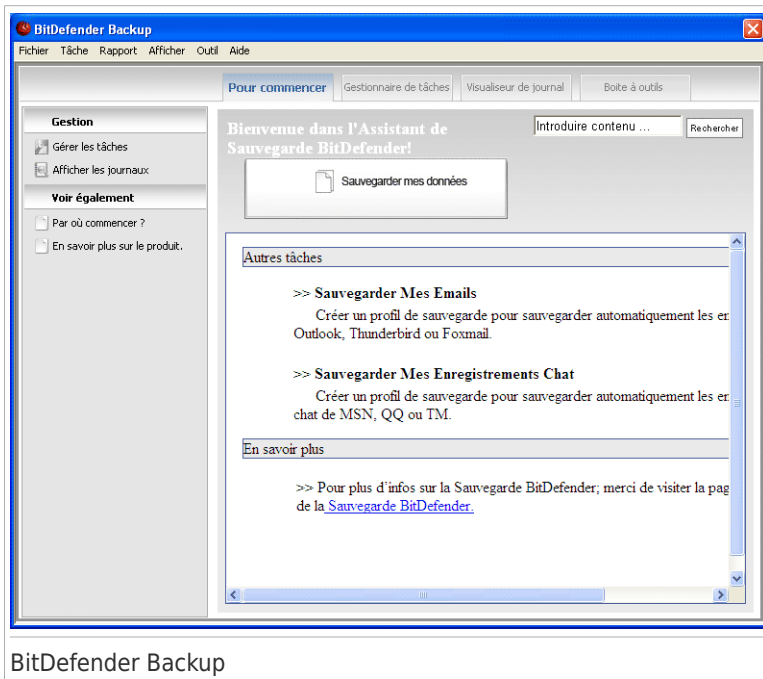 BitDefender Backup
Fichier Tâche Rapport Afficher Outil Aide
Pour commencer Gestionnaire de tâches Visualiseur de journal Boite à outils
Gestion
Gérer les tâches
Afficher les journaux
Voir également
Par où commencer ?
En savoir plus sur le produit.
Bienvenue dans l'Assistant de
Sauvegarde BitDefender!
Introduire contenu ... Rechercher
Sauvegarder mes données
Autres tâches
>> Sauvegarder Mes Emails
Créer un profil de sauvegarde pour sauvegarder automatiquement les er
Outlook, Thunderbird ou Foxmail.
>> Sauvegarder Mes Enregistrements Chat
Créer un profil de sauvegarde pour sauvegarder automatiquement les er
chat de MSN, QQ ou TM.
En savoir plus
>> Pour plus d'infos sur la Sauvegarde BitDefender; merci de visiter la pag
de la Sauvegarde BitDefender.
BitDefender Backup